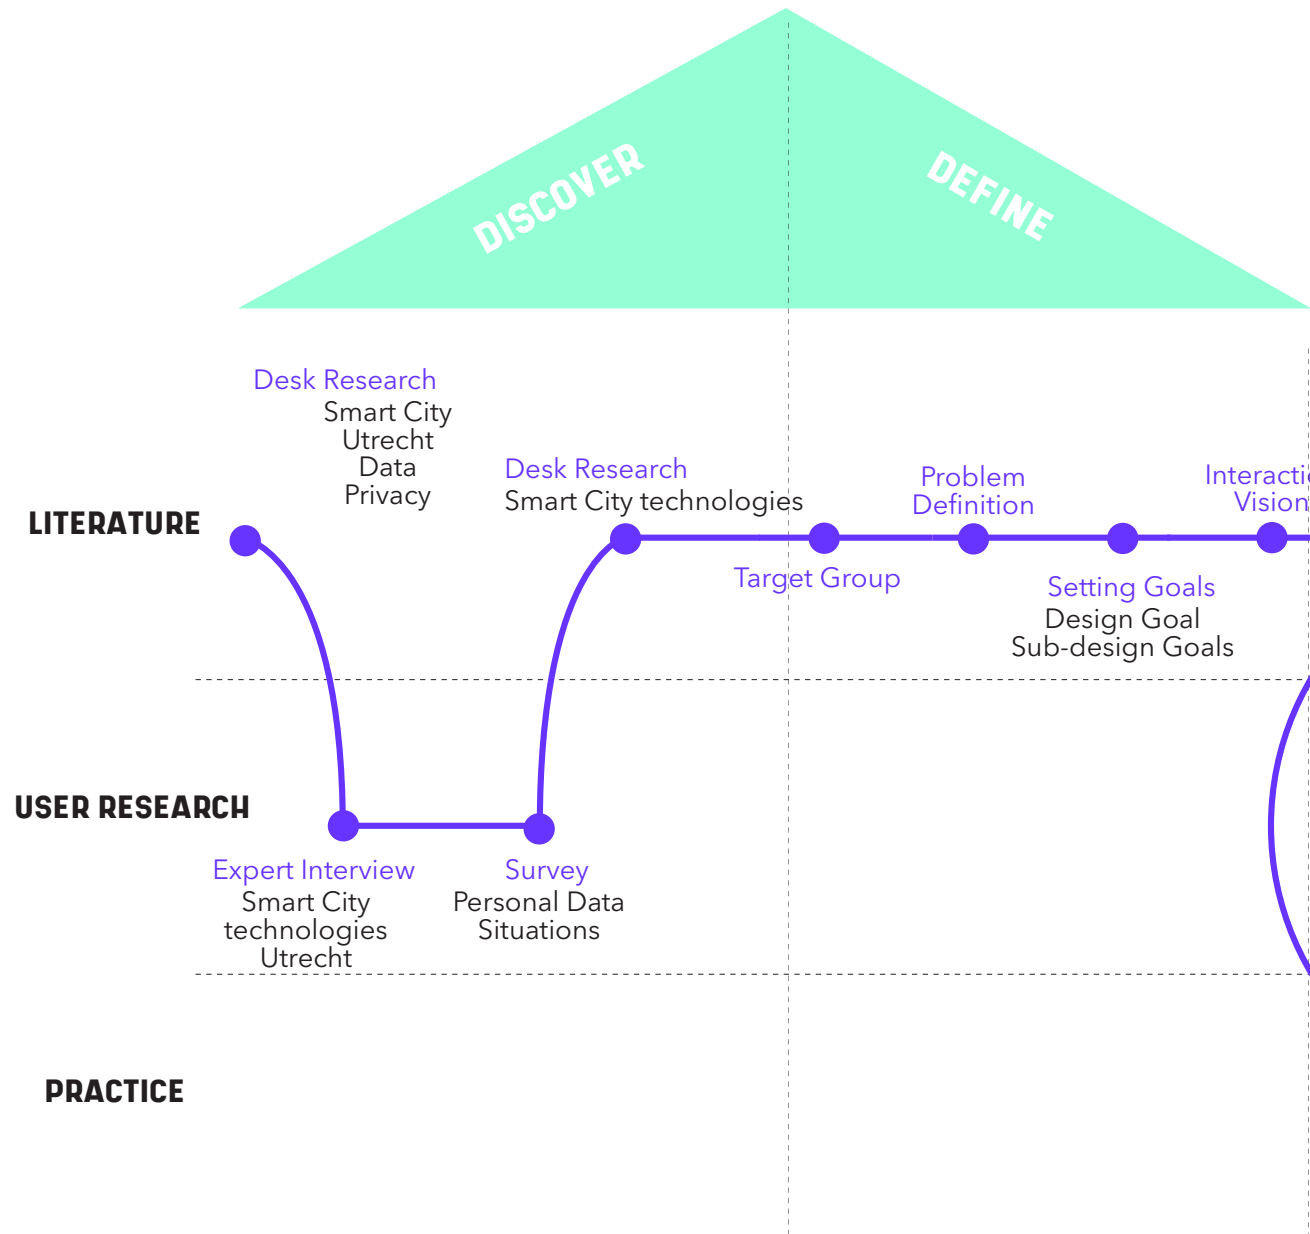 DISCOVER
DEFINE
Desk Research
Smart City
Utrecht
Data
Privacy
Desk Research
Smart City technologies
Problem
Definition
Vision
LITERATURE
Target Group
Setting Goals
Design Goal
Sub-design Goals
USER RESEARCH
Expert Interview
Smart City
technologies
Utrecht
Survey
Personal Data
Situations
PRACTICE